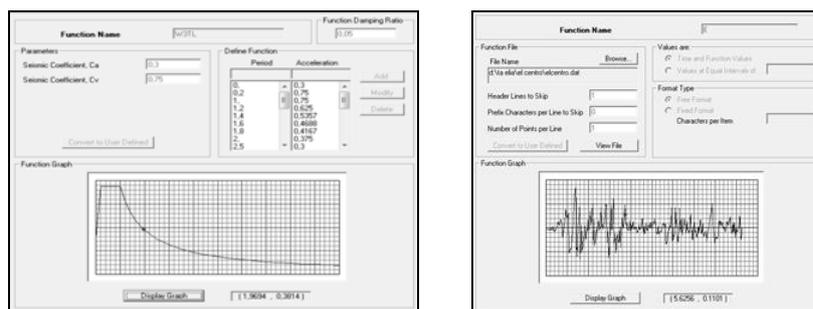 Function Damping Ratio
Function Name W3TL 0,05
Parameters
Seismic Coefficient, Ca 0,3
Seismic Coefficient, Cv 0,75
Convert to User Defined
Define Function
Period Acceleration
0, 0,3
0,2 0,75
1, 0,75
1,2 0,625
1,4 0,5357
1,6 0,4688
1,8 0,4167
2, 0,375
2,5 0,3
Add
Modify
Delete
Function Graph
Display Graph (1,9694 , 0,3814)
Function Name
Function File
File Name Browse...
d:\ta elia\el centro\elcentro.dat
Header Lines to Skip 1
Prefix Characters per Line to Skip 0
Number of Points per Line 1
Convert to User Defined View File
Values are:
Time and Function Values
Values at Equal Intervals of
Format Type
Free Format
Fixed Format
Characters per Item
Function Graph
Display Graph (5.6256 , 0.1101)